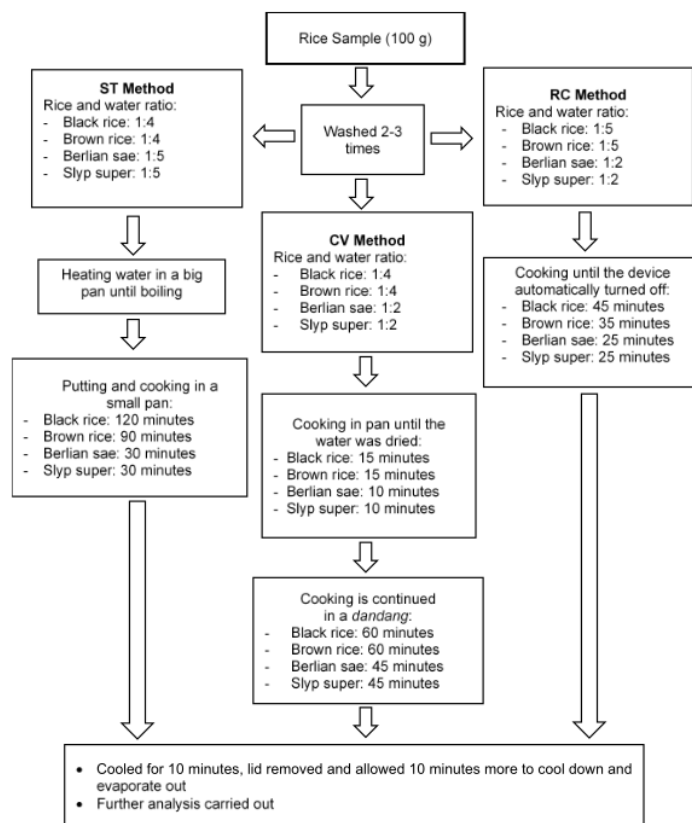 Rice Sample (100 g)
ST Method
Rice and water ratio:
- Black rice: 1:4
- Brown rice: 1:4
- Berlian sae: 1:5
- Slyp super: 1:5
Washed 2-3
times
RC Method
Rice and water ratio:
- Black rice: 1:5
- Brown rice: 1:5
- Berlian sae: 1:2
- Slyp super: 1:2
CV Method
Rice and water ratio:
- Black rice: 1:4
- Brown rice: 1:4
- Berlian sae: 1:2
- Slyp super: 1:2
Heating water in a big
pan until boiling
Cooking until the device
automatically turned off:
- Black rice: 45 minutes
- Brown rice: 35 minutes
- Berlian sae: 25 minutes
- Slyp super: 25 minutes
Putting and cooking in a
small pan:
- Black rice: 120 minutes
- Brown rice: 90 minutes
- Berlian sae: 30 minutes
- Slyp super: 30 minutes
Cooking in pan until the
water was dried:
- Black rice: 15 minutes
- Brown rice: 15 minutes
- Berlian sae: 10 minutes
- Slyp super: 10 minutes
Cooking is continued
in a dandang:
- Black rice: 60 minutes
- Brown rice: 60 minutes
- Berlian sae: 45 minutes
- Slyp super: 45 minutes
• Cooled for 10 minutes, lid removed and allowed 10 minutes more to cool down and
evaporate out
• Further analysis carried out